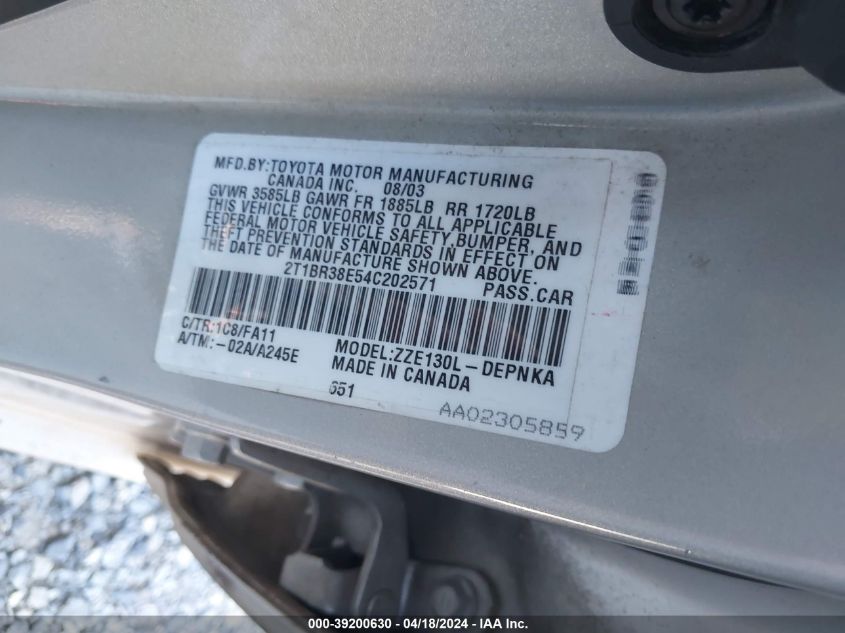 MFD.BY:TOYOTA MOTOR MANUFACTURING
CANADA INC. 08/03
GVWR 3585LB GAWR FR 1885LB RR 1720LB
THIS VEHICLE CONFORMS TO ALL APPLICABLE
FEDERAL MOTOR VEHICLE SAFETY,BUMPER, AND
THEFT PREVENTION STANDARDS IN EFFECT ON
THE DATE OF MANUFACTURE SHOWN ABOVE.
2T1BR38E54C202571 PASS.CAR
C/TR:1C8/FA11
A/TM:-02A/A245E
MODEL:ZZE130L-DEPNKA
MADE IN CANADA
651
AA02305859
000-39200630 - 04/18/2024 - IAA Inc.